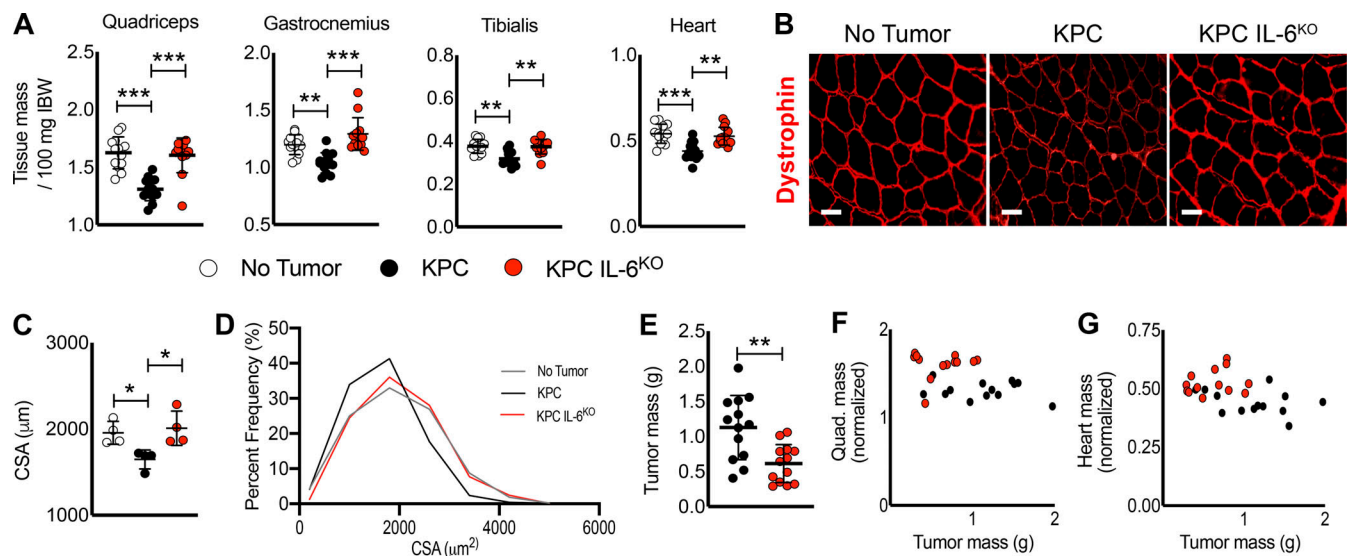 A
Quadriceps
Gastrocnemius
Tibialis
Heart
Tissue mass
/ 100 mg IBW
2.5
2.0
1.5
1.0
***
***
2.0
1.5
1.0
0.5
**
***
0.8
0.6
0.4
0.2
0.0
**
**
1.0
0.5
0.0
***
**
No Tumor
KPC
KPC IL-6KO
B
No Tumor
KPC
KPC IL-6KO
Dystrophin
C
CSA (μm)
3000
2000
1000
*
*
D
Percent Frequency (%)
50
40
30
20
10
0
0
2000
4000
6000
CSA (μm2)
No Tumor
KPC
KPC IL-6KO
E
Tumor mass (g)
2.5
2.0
1.5
1.0
0.5
0.0
**
F
Quad. mass
(normalized)
2
1
0
1
2
Tumor mass (g)
G
Heart mass
(normalized)
0.75
0.50
0.25
0.00
1
2
Tumor mass (g)